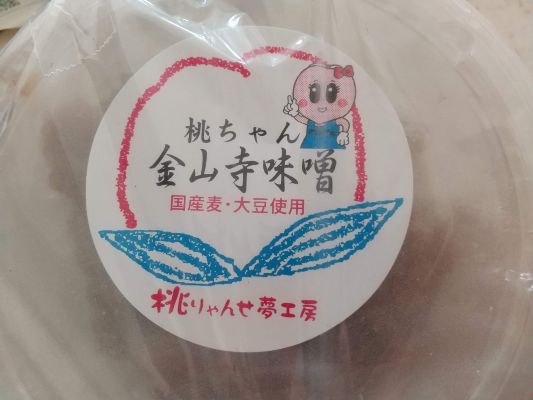 桃ちゃん
金山寺味噌
国産麦・大豆使用
桃りゃんせ夢工房